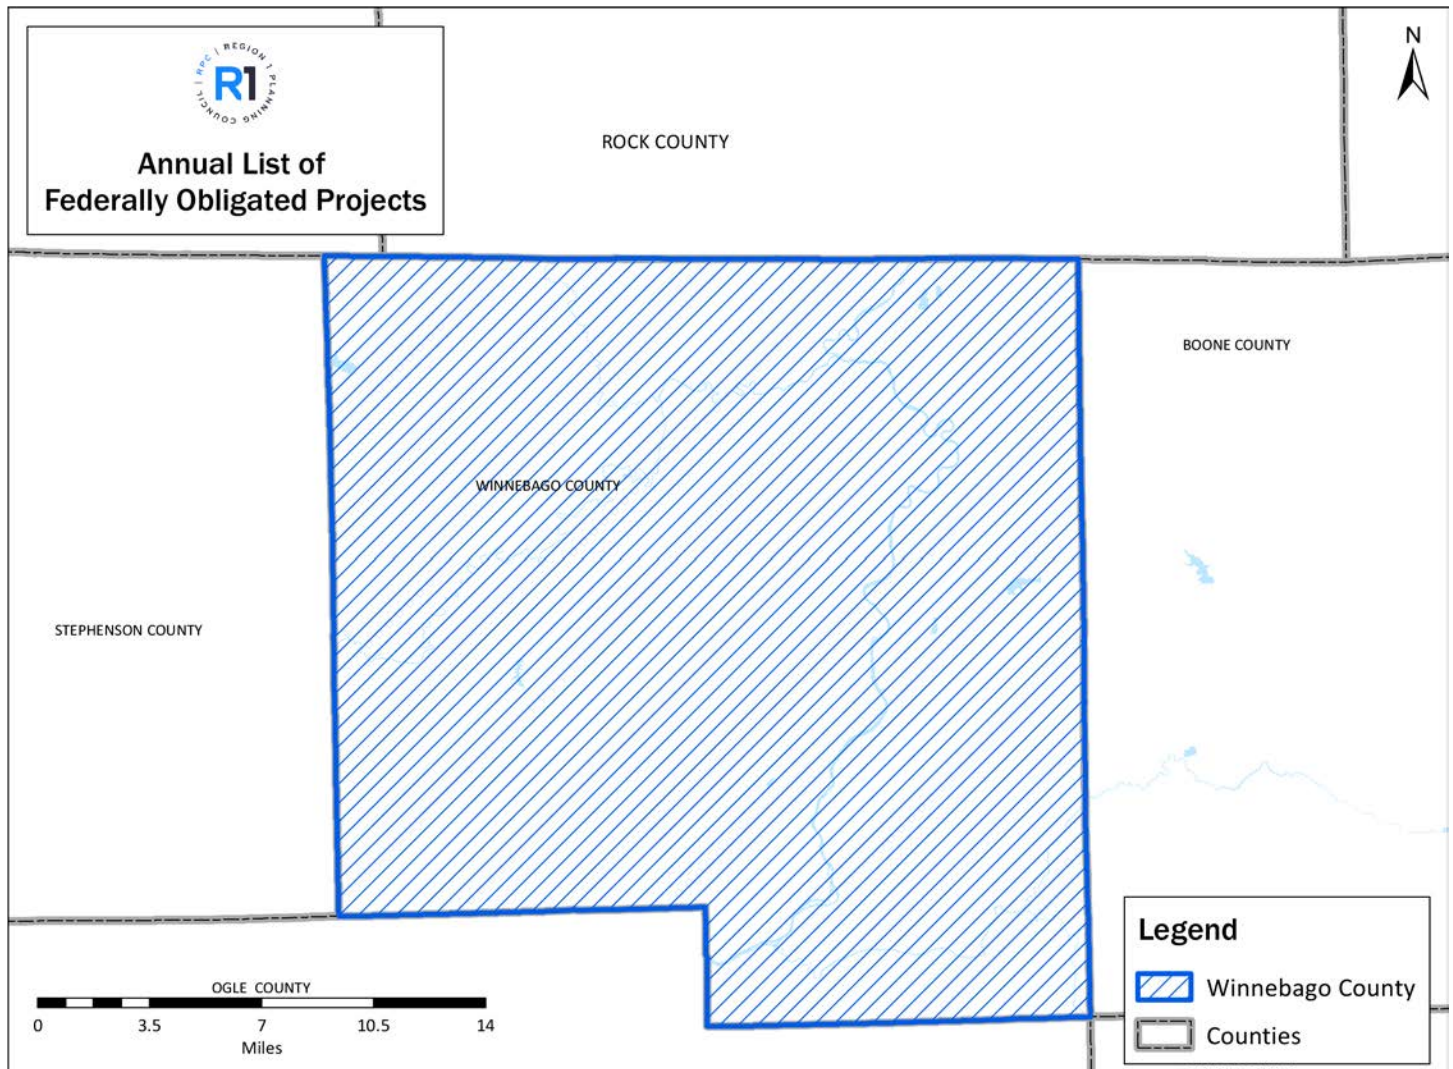 RPC | REGION 1 PLANNING COUNCIL |
R1
Annual List of
Federally Obligated Projects
N
ROCK COUNTY
BOONE COUNTY
WINNEBAGO COUNTY
STEPHENSON COUNTY
OGLE COUNTY
0 3.5 7 10.5 14
Miles
Legend
Winnebago County
Counties